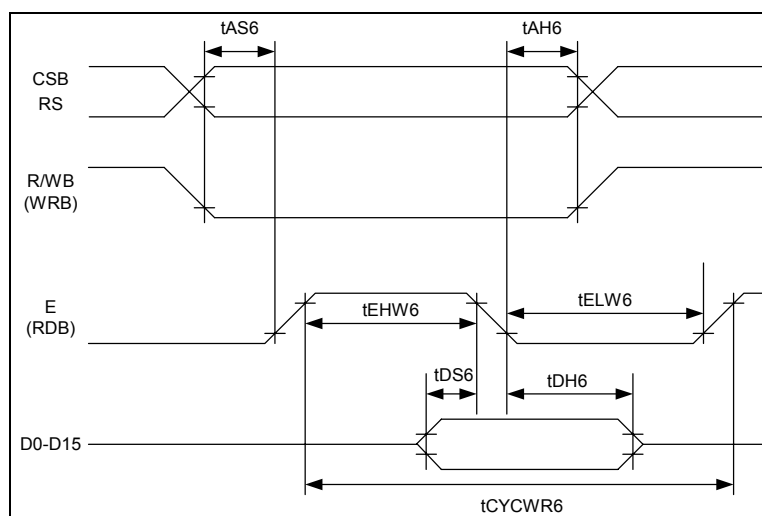 tAS6
tAH6
CSB
RS
R/WB
(WRB)
E
(RDB)
tEHW6
tELW6
tDS6
tDH6
D0-D15
tCYCWR6